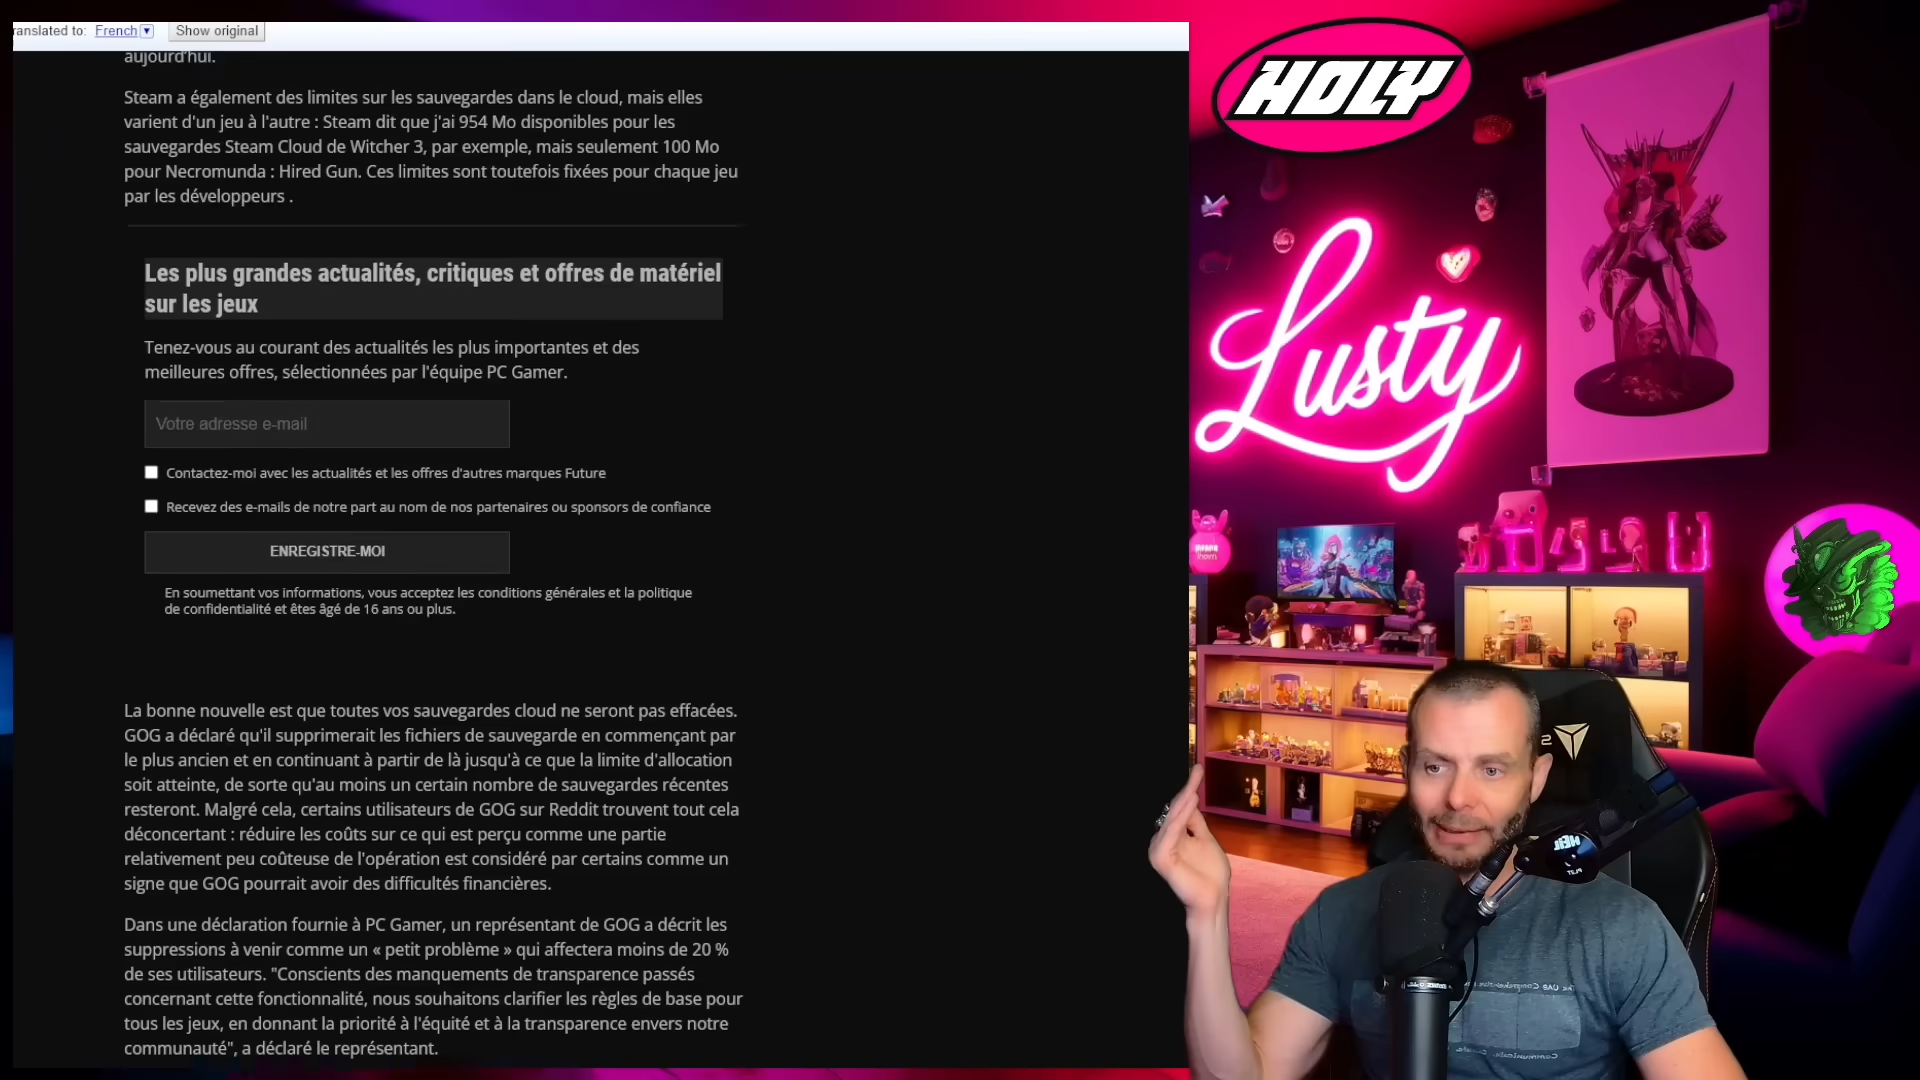 ranslated to: French Show original
aujourd'hui.
Steam a également des limites sur les sauvegardes dans le cloud, mais elles
varient d'un jeu à l'autre : Steam dit que j'ai 954 Mo disponibles pour les
sauvegardes Steam Cloud de Witcher 3, par exemple, mais seulement 100 Mo
pour Necromunda : Hired Gun. Ces limites sont toutefois fixées pour chaque jeu
par les développeurs .
Les plus grandes actualités, critiques et offres de matériel
sur les jeux
Tenez-vous au courant des actualités les plus importantes et des
meilleures offres, sélectionnées par l'équipe PC Gamer.
Votre adresse e-mail
Contactez-moi avec les actualités et les offres d'autres marques Future
Recevez des e-mails de notre part au nom de nos partenaires ou sponsors de confiance
ENREGISTRE-MOI
En soumettant vos informations, vous acceptez les conditions générales et la politique
de confidentialité et êtes âgé de 16 ans ou plus.
La bonne nouvelle est que toutes vos sauvegardes cloud ne seront pas effacées.
GOG a déclaré qu'il supprimerait les fichiers de sauvegarde en commençant par
le plus ancien et en continuant à partir de là jusqu'à ce que la limite d'allocation
soit atteinte, de sorte qu'au moins un certain nombre de sauvegardes récentes
resteront. Malgré cela, certains utilisateurs de GOG sur Reddit trouvent tout cela
déconcertant : réduire les coûts sur ce qui est perçu comme une partie
relativement peu coûteuse de l'opération est considéré par certains comme un
signe que GOG pourrait avoir des difficultés financières.
Dans une déclaration fournie à PC Gamer, un représentant de GOG a décrit les
suppressions à venir comme un « petit problème » qui affectera moins de 20 %
de ses utilisateurs. "Conscients des manquements de transparence passés
concernant cette fonctionnalité, nous souhaitons clarifier les règles de base pour
tous les jeux, en donnant la priorité à l'équité et à la transparence envers notre
communauté", a déclaré le représentant.
HOLY
Lusty
HEIL